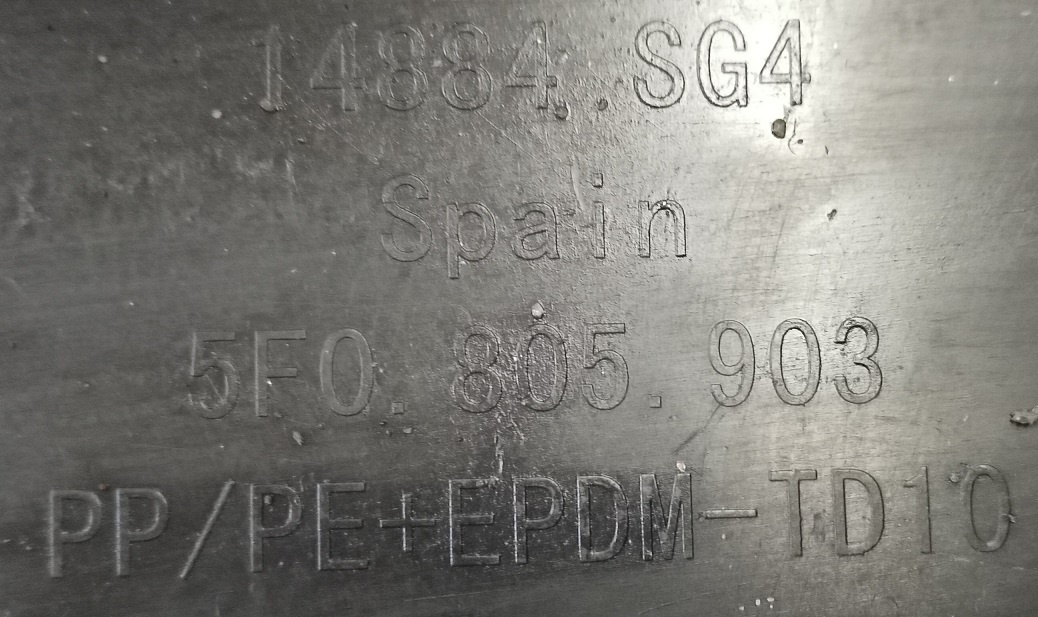 14884.SG4
Spain
5F0.805.903
PP/PE+EPDM-TD10